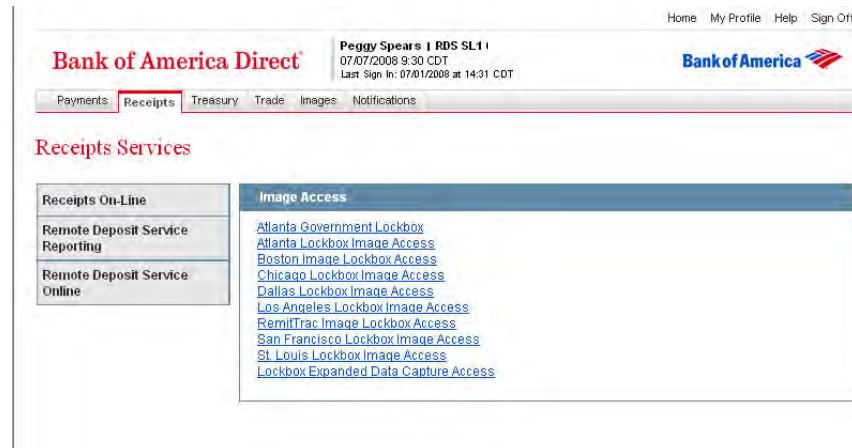 Home My Profile Help Sign Off
Bank of America Direct
Peggy Spears | RDS SL1
07/07/2008 9:30 CDT
Last Sign In: 07/01/2008 at 14:31 CDT
Bank of America
Payments Receipts Treasury Trade Images Notifications
Receipts Services
Receipts On-Line
Remote Deposit Service
Reporting
Remote Deposit Service
Online
Image Access
Atlanta Government Lockbox
Atlanta Lockbox Image Access
Boston Image Lockbox Access
Chicago Lockbox Image Access
Dallas Lockbox Image Access
Los Angeles Lockbox Image Access
RemitTrac Image Lockbox Access
San Francisco Lockbox Image Access
St. Louis Lockbox Image Access
Lockbox Expanded Data Capture Access